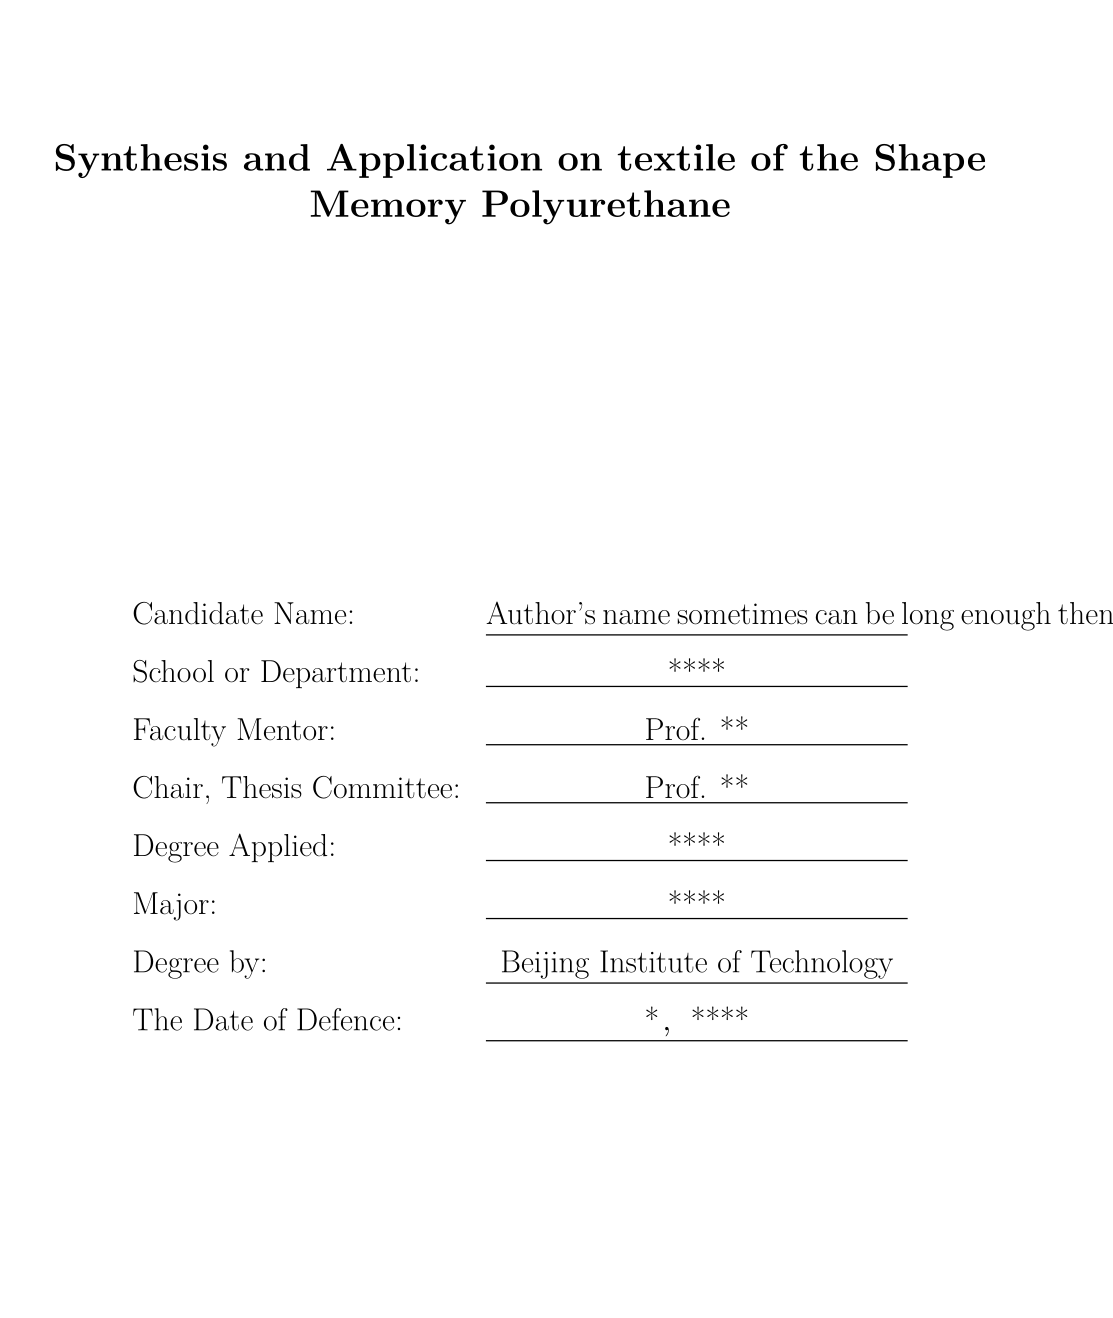 Synthesis and Application on textile of the Shape
Memory Polyurethane
Candidate Name: Author's name sometimes can be long enough then
School or Department: ****
Faculty Mentor: Prof. **
Chair, Thesis Committee: Prof. **
Degree Applied: ****
Major: ****
Degree by: Beijing Institute of Technology
The Date of Defence: *, ****